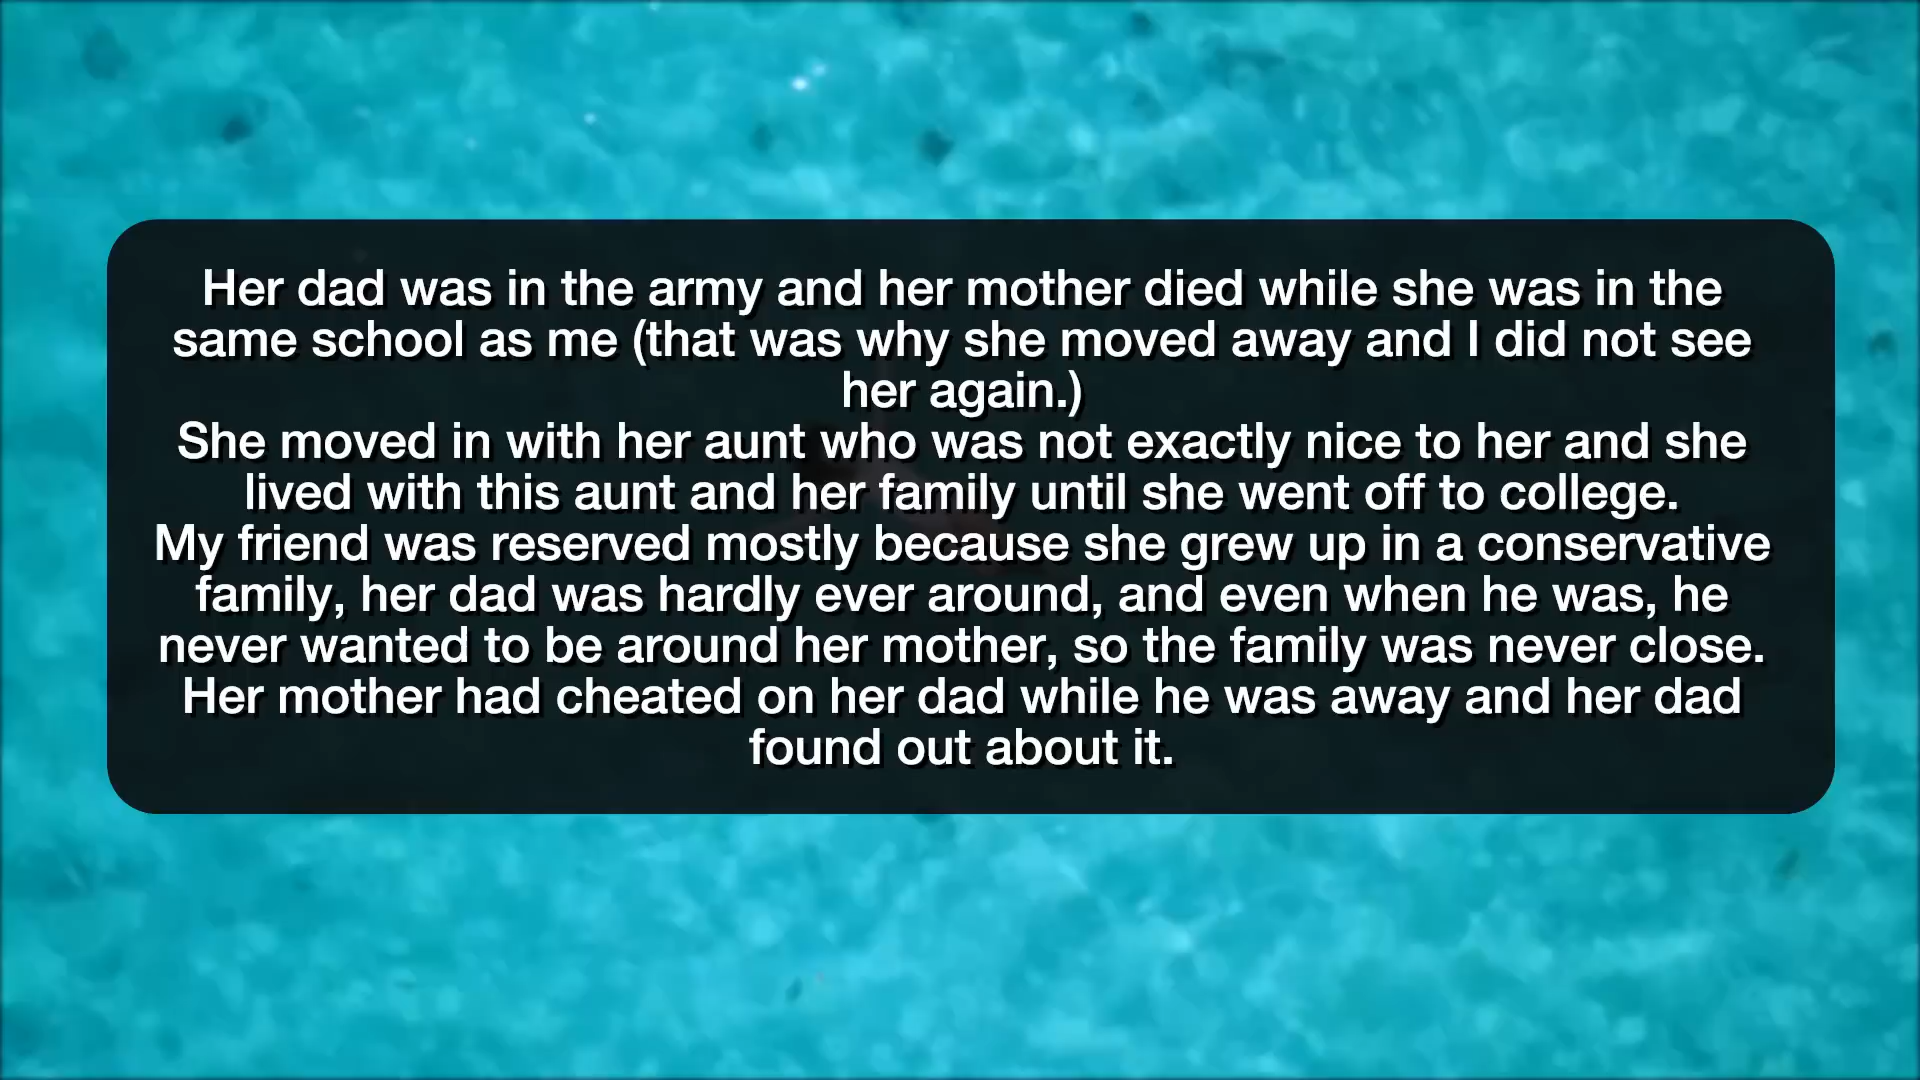 Her dad was in the army and her mother died while she was in the
same school as me (that was why she moved away and I did not see
her again.)
She moved in with her aunt who was not exactly nice to her and she
lived with this aunt and her family until she went off to college.
My friend was reserved mostly because she grew up in a conservative
family, her dad was hardly ever around, and even when he was, he
never wanted to be around her mother, so the family was never close.
Her mother had cheated on her dad while he was away and her dad
found out about it.